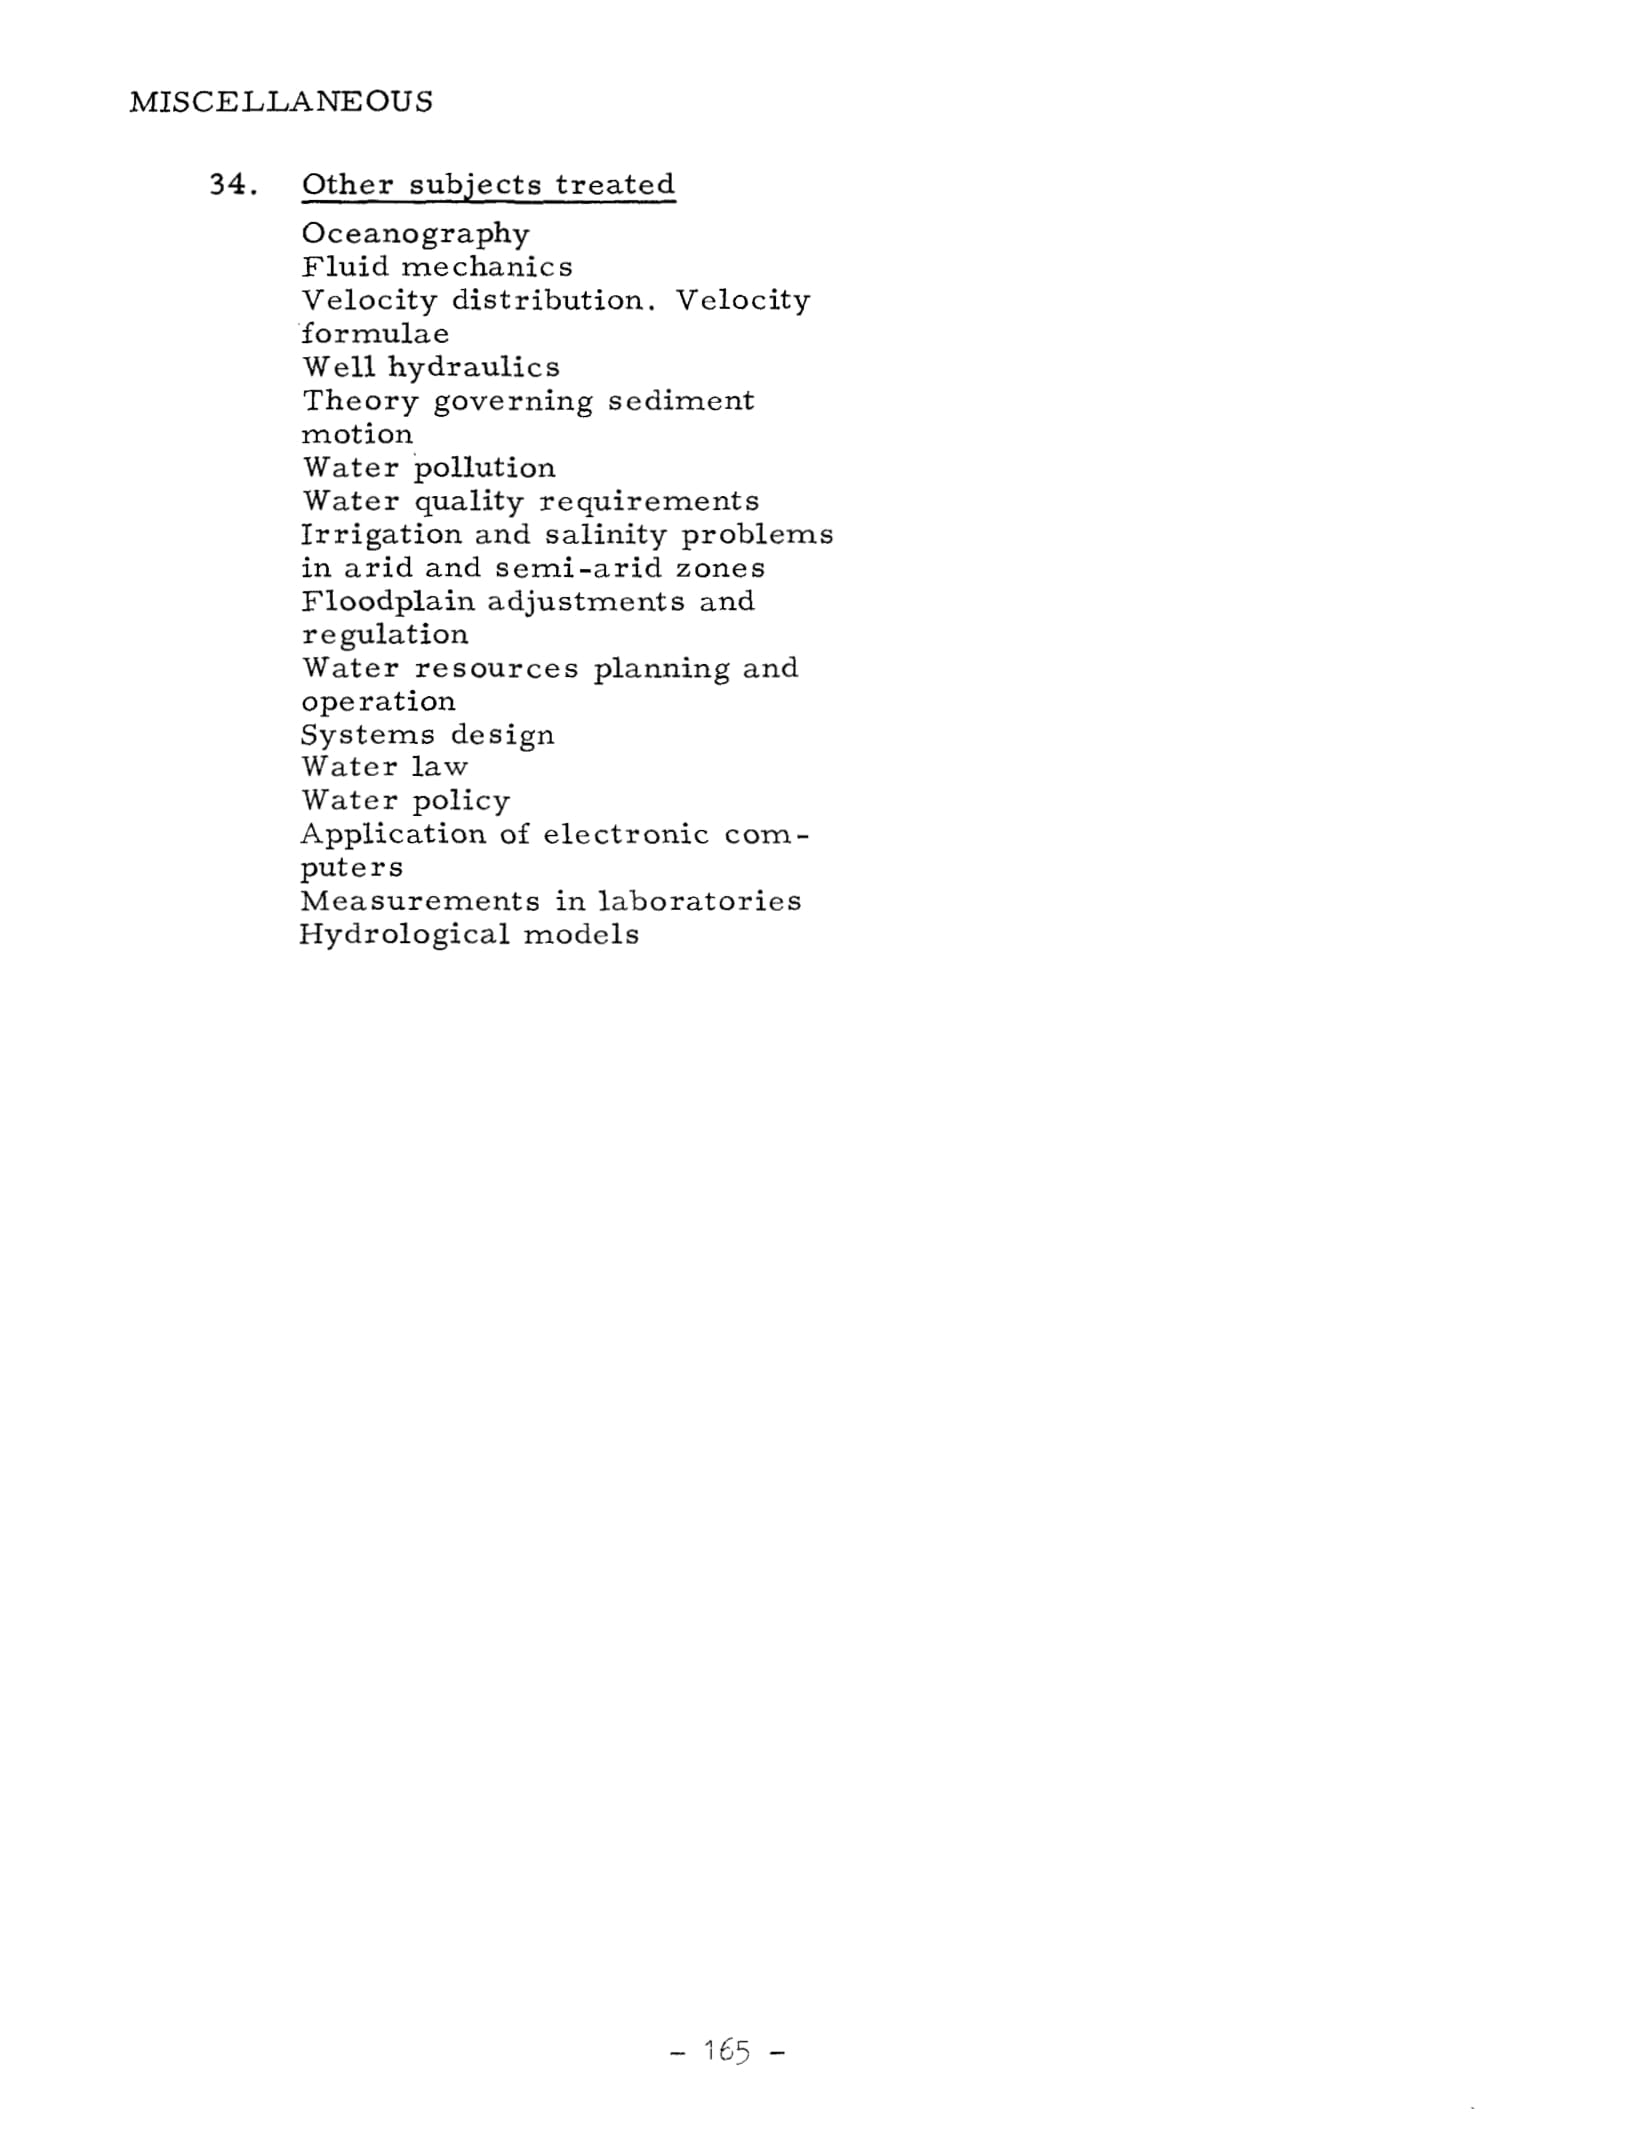 MISCELLANEOUS
34. Other subjects treated
Oceanography
Fluid mechanics
Velocity distribution. Velocity
formulae
Well hydraulics
Theory governing sediment
motion
Water pollution
Water quality requirements
Irrigation and salinity problems
in arid and semi-arid zones
Floodplain adjustments and
regulation
Water resources planning and
operation
Systems design
Water law
Water policy
Application of electronic com-
puters
Measurements in laboratories
Hydrological models
- 165 -